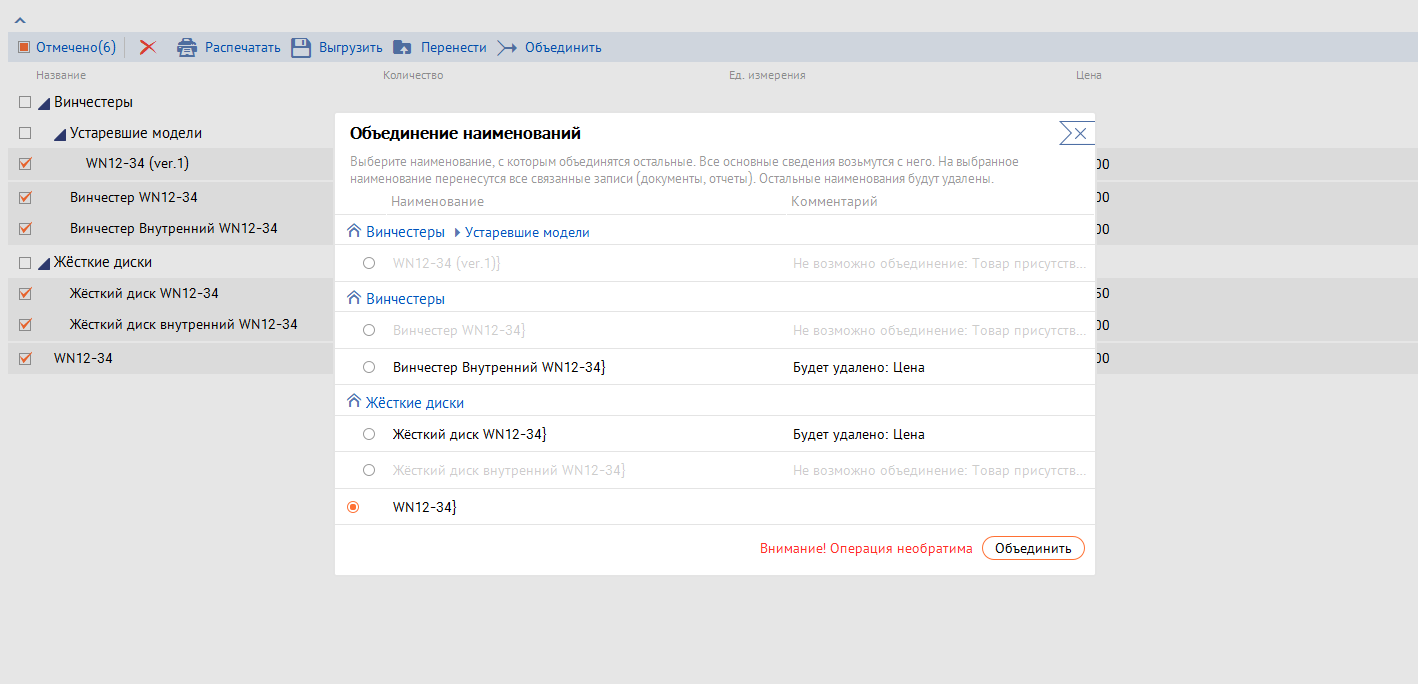 Отмечено(6) Распечатать Выгрузить Перенести Объединить
Название Количество Ед. измерения Цена
Винчестеры
Устаревшие модели
WN12-34 (ver.1)
Винчестер WN12-34
Винчестер Внутренний WN12-34
Жёсткие диски
Жёсткий диск WN12-34
Жёсткий диск внутренний WN12-34
WN12-34
Объединение наименований
Выберите наименование, с которым объединятся остальные. Все основные сведения возьмутся с него. На выбранное
наименование перенесутся все связанные записи (документы, отчеты). Остальные наименования будут удалены.
Наименование Комментарий
Винчестеры Устаревшие модели
WN12-34 (ver.1)} Не возможно объединение: Товар присутств...
Винчестеры
Винчестер WN12-34} Не возможно объединение: Товар присутств...
Винчестер Внутренний WN12-34} Будет удалено: Цена
Жёсткие диски
Жёсткий диск WN12-34} Будет удалено: Цена
Жёсткий диск внутренний WN12-34} Не возможно объединение: Товар присутств...
WN12-34}
Внимание! Операция необратима Объединить
00
00
00
50
00
00